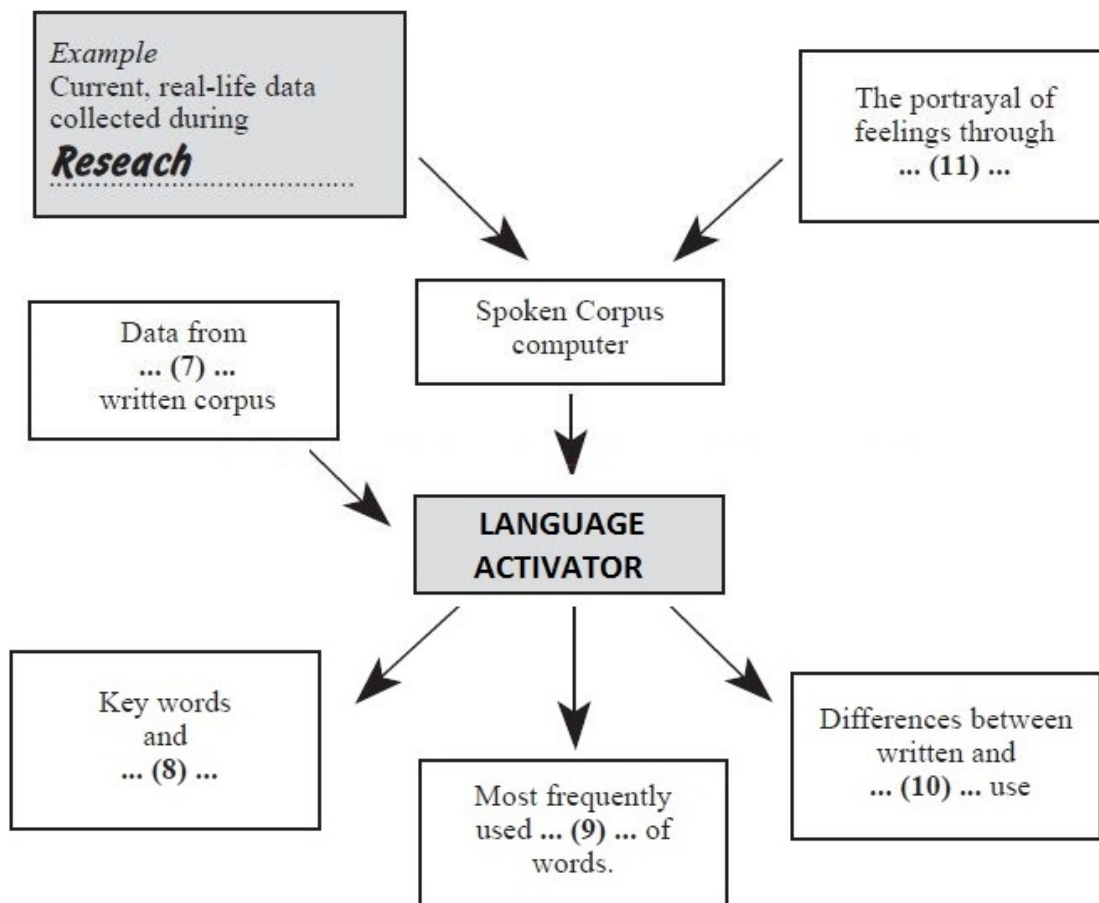 Example
Current, real-life data
collected during
Reseach
The portrayal of
feelings through
... (11) ...
Data from
... (7) ...
written corpus
Spoken Corpus
computer
LANGUAGE
ACTIVATOR
Key words
and
... (8) ...
Most frequently
used ... (9) ... of
words.
Differences between
written and
... (10) ... use